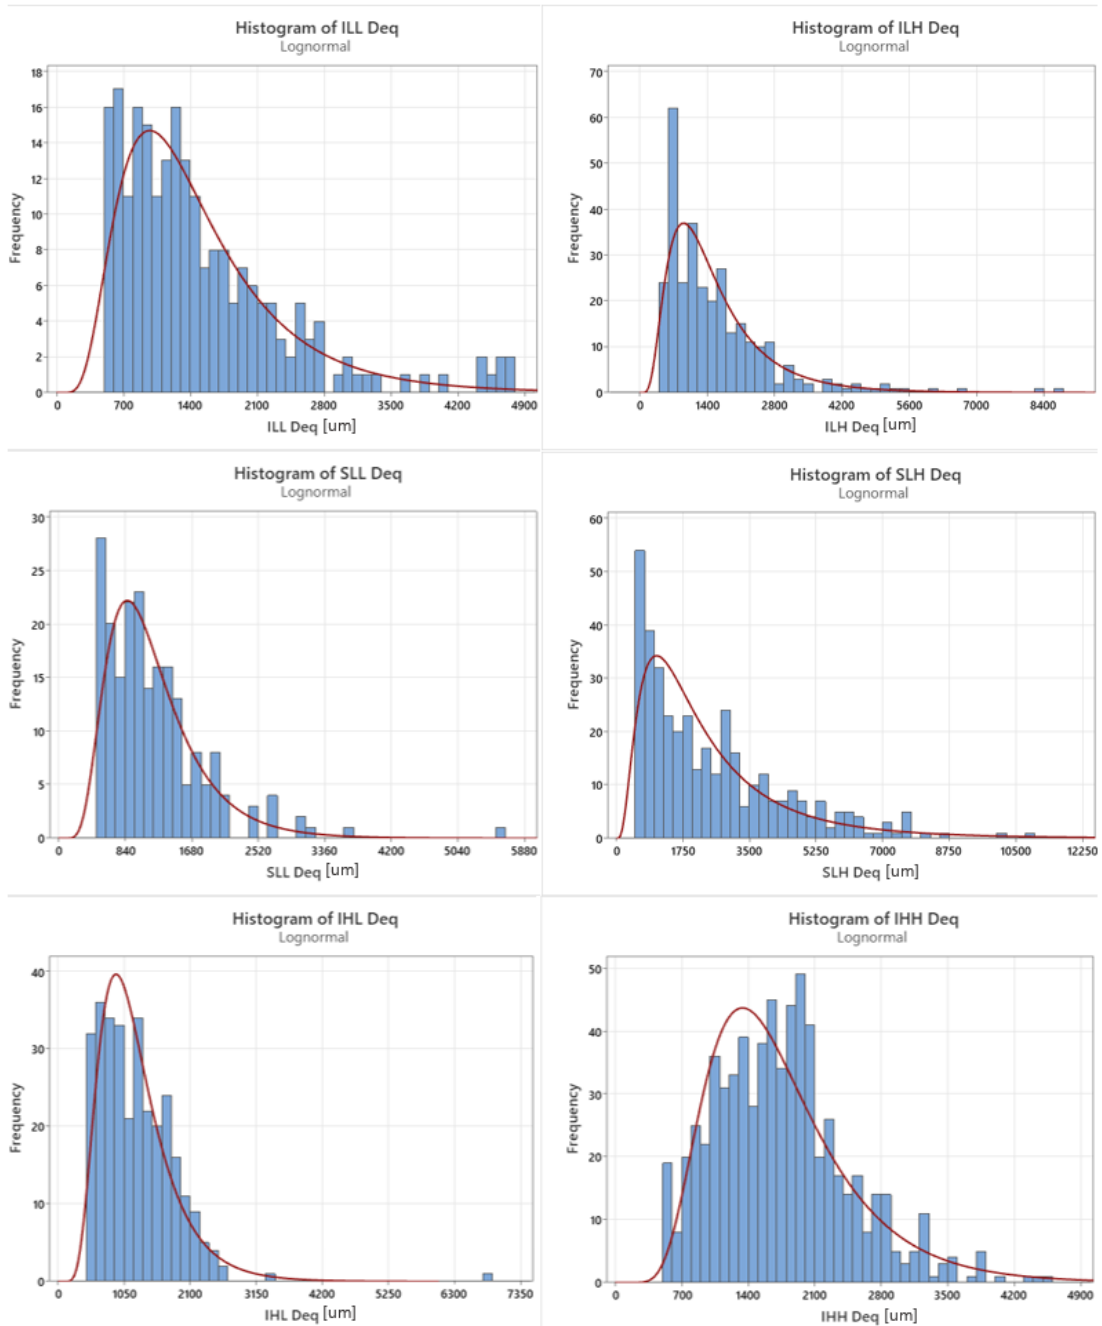 Histogram of ILL Deq
Lognormal
18
16
14
12
10
8
6
4
2
0
Frequency
0 700 1400 2100 2800 3500 4200 4900
ILL Deq [um]
Histogram of ILH Deq
Lognormal
70
60
50
40
30
20
10
0
Frequency
0 1400 2800 4200 5600 7000 8400
ILH Deq [um]
Histogram of SLL Deq
Lognormal
30
25
20
15
10
5
0
Frequency
0 840 1680 2520 3360 4200 5040 5880
SLL Deq [um]
Histogram of SLH Deq
Lognormal
60
50
40
30
20
10
0
Frequency
0 1750 3500 5250 7000 8750 10500 12250
SLH Deq [um]
Histogram of IHL Deq
Lognormal
40
30
20
10
0
Frequency
0 1050 2100 3150 4200 5250 6300 7350
IHL Deq [um]
Histogram of IHH Deq
Lognormal
50
40
30
20
10
0
Frequency
0 700 1400 2100 2800 3500 4200 4900
IHH Deq [um]